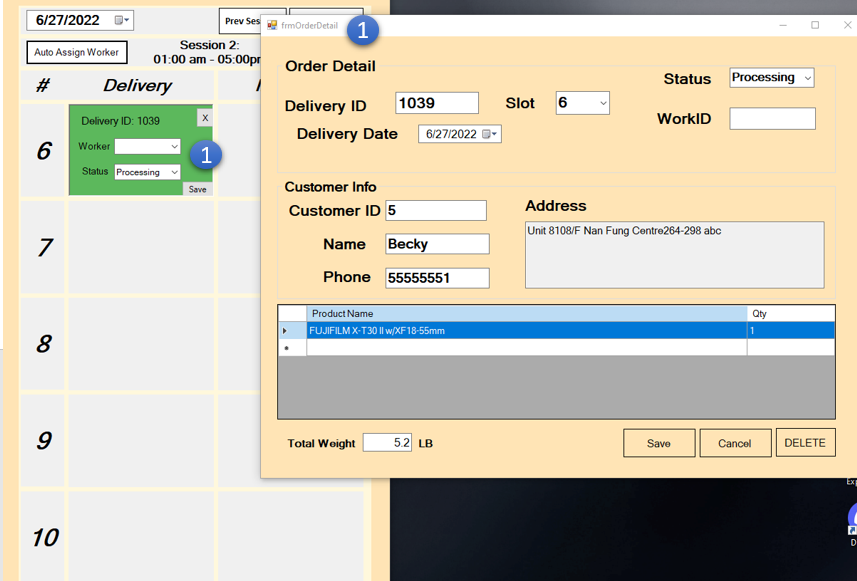 6/27/2022
Prev Ses
Auto Assign Worker
Session 2:
01:00 am - 05:00pr
#
Delivery
6
Delivery ID: 1039
X
Worker
Status
Processing
Save
1
7
8
9
10
frmOrderDetail
1
Order Detail
Status
Processing
Delivery ID
1039
Slot
6
WorkID
Delivery Date
6/27/2022
Customer Info
Customer ID
5
Address
Unit 8108/F Nan Fung Centre264-298 abc
Name
Becky
Phone
55555551
Product Name
Qty
FUJIFILM X-T30 II w/XF18-55mm
1
Total Weight
5.2
LB
Save
Cancel
DELETE
Exp
D